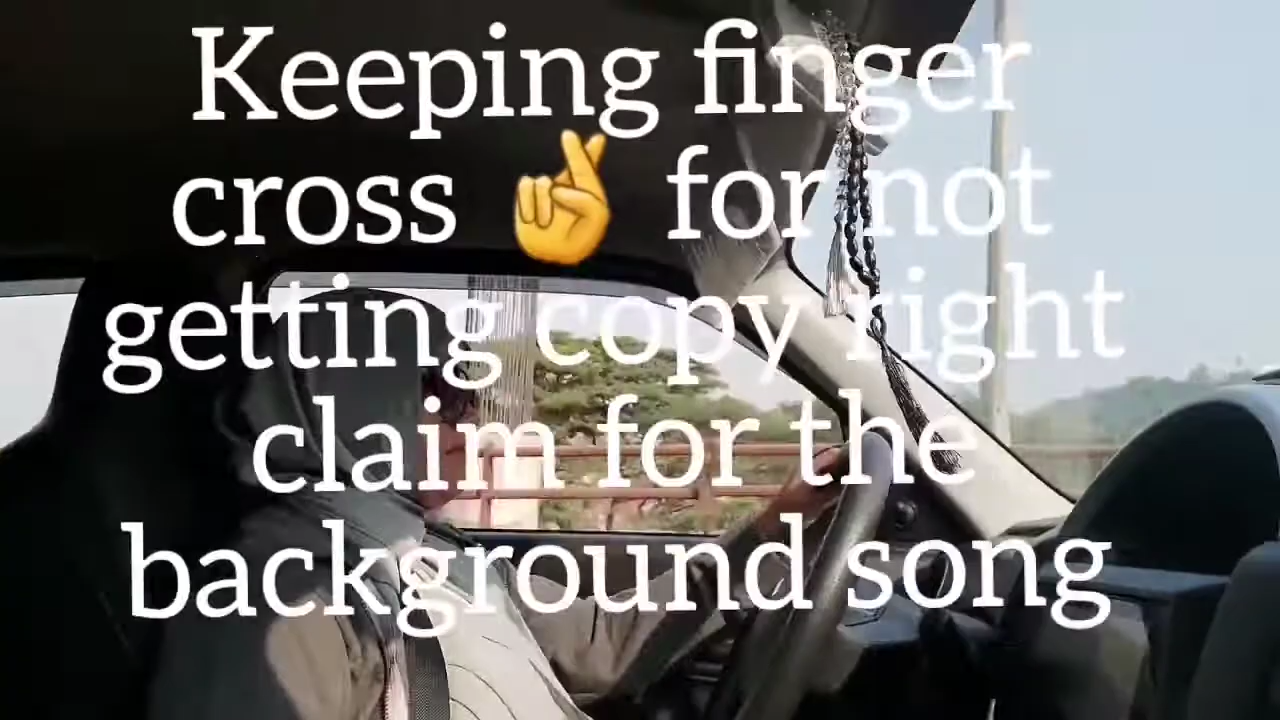 Keeping finger
cross 🤞 for not
getting copy right
claim for the
background song